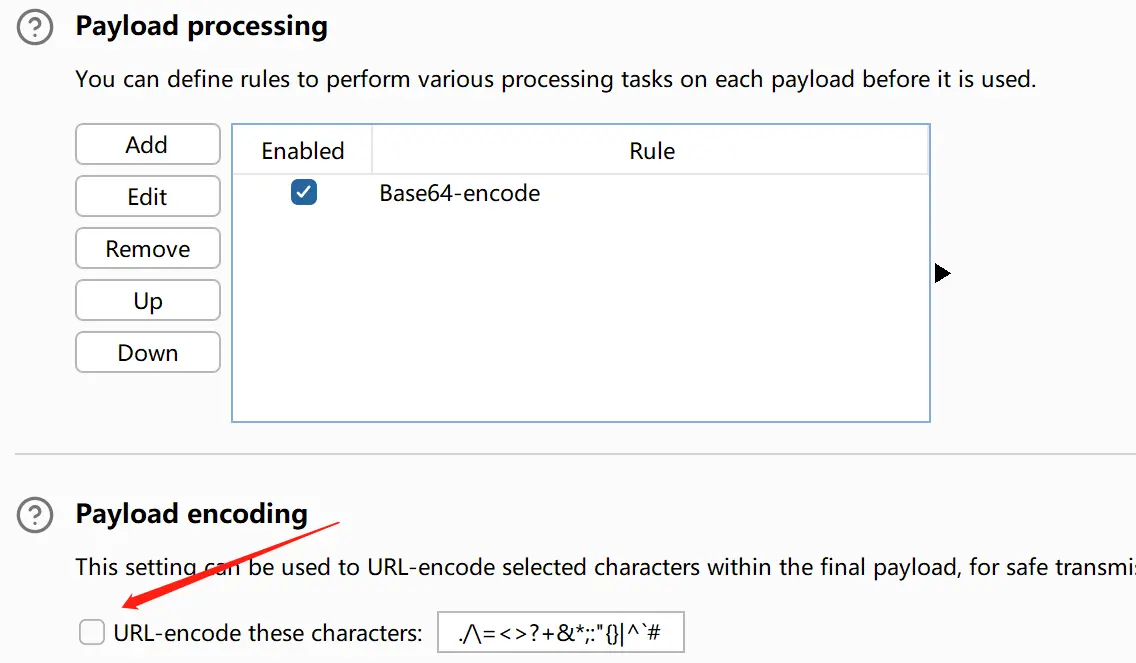 Payload processing
You can define rules to perform various processing tasks on each payload before it is used.
Add
Edit
Remove
Up
Down
Enabled Rule
Base64-encode
Payload encoding
This setting can be used to URL-encode selected characters within the final payload, for safe transmis
URL-encode these characters: ./\=<>?+&*;:"{}|^`#